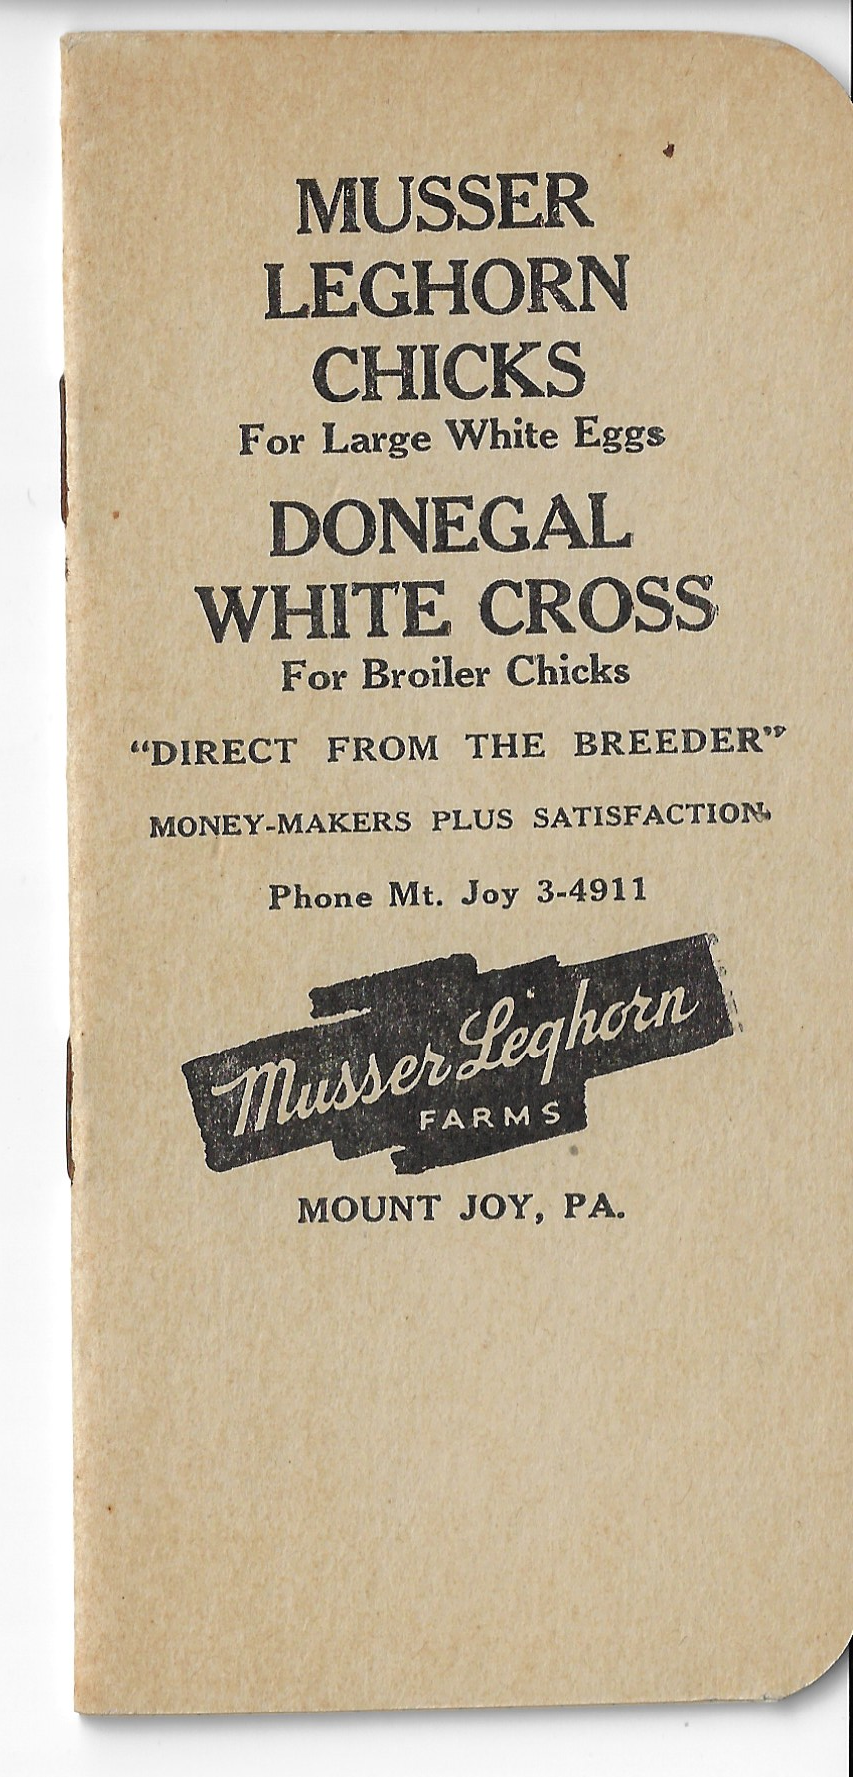 MUSSER
LEGHORN
CHICKS
For Large White Eggs
DONEGAL
WHITE CROSS
For Broiler Chicks
"DIRECT FROM THE BREEDER"
MONEY-MAKERS PLUS SATISFACTION.
Phone Mt. Joy 3-4911
Musser Leghorn
FARMS
MOUNT JOY, PA.